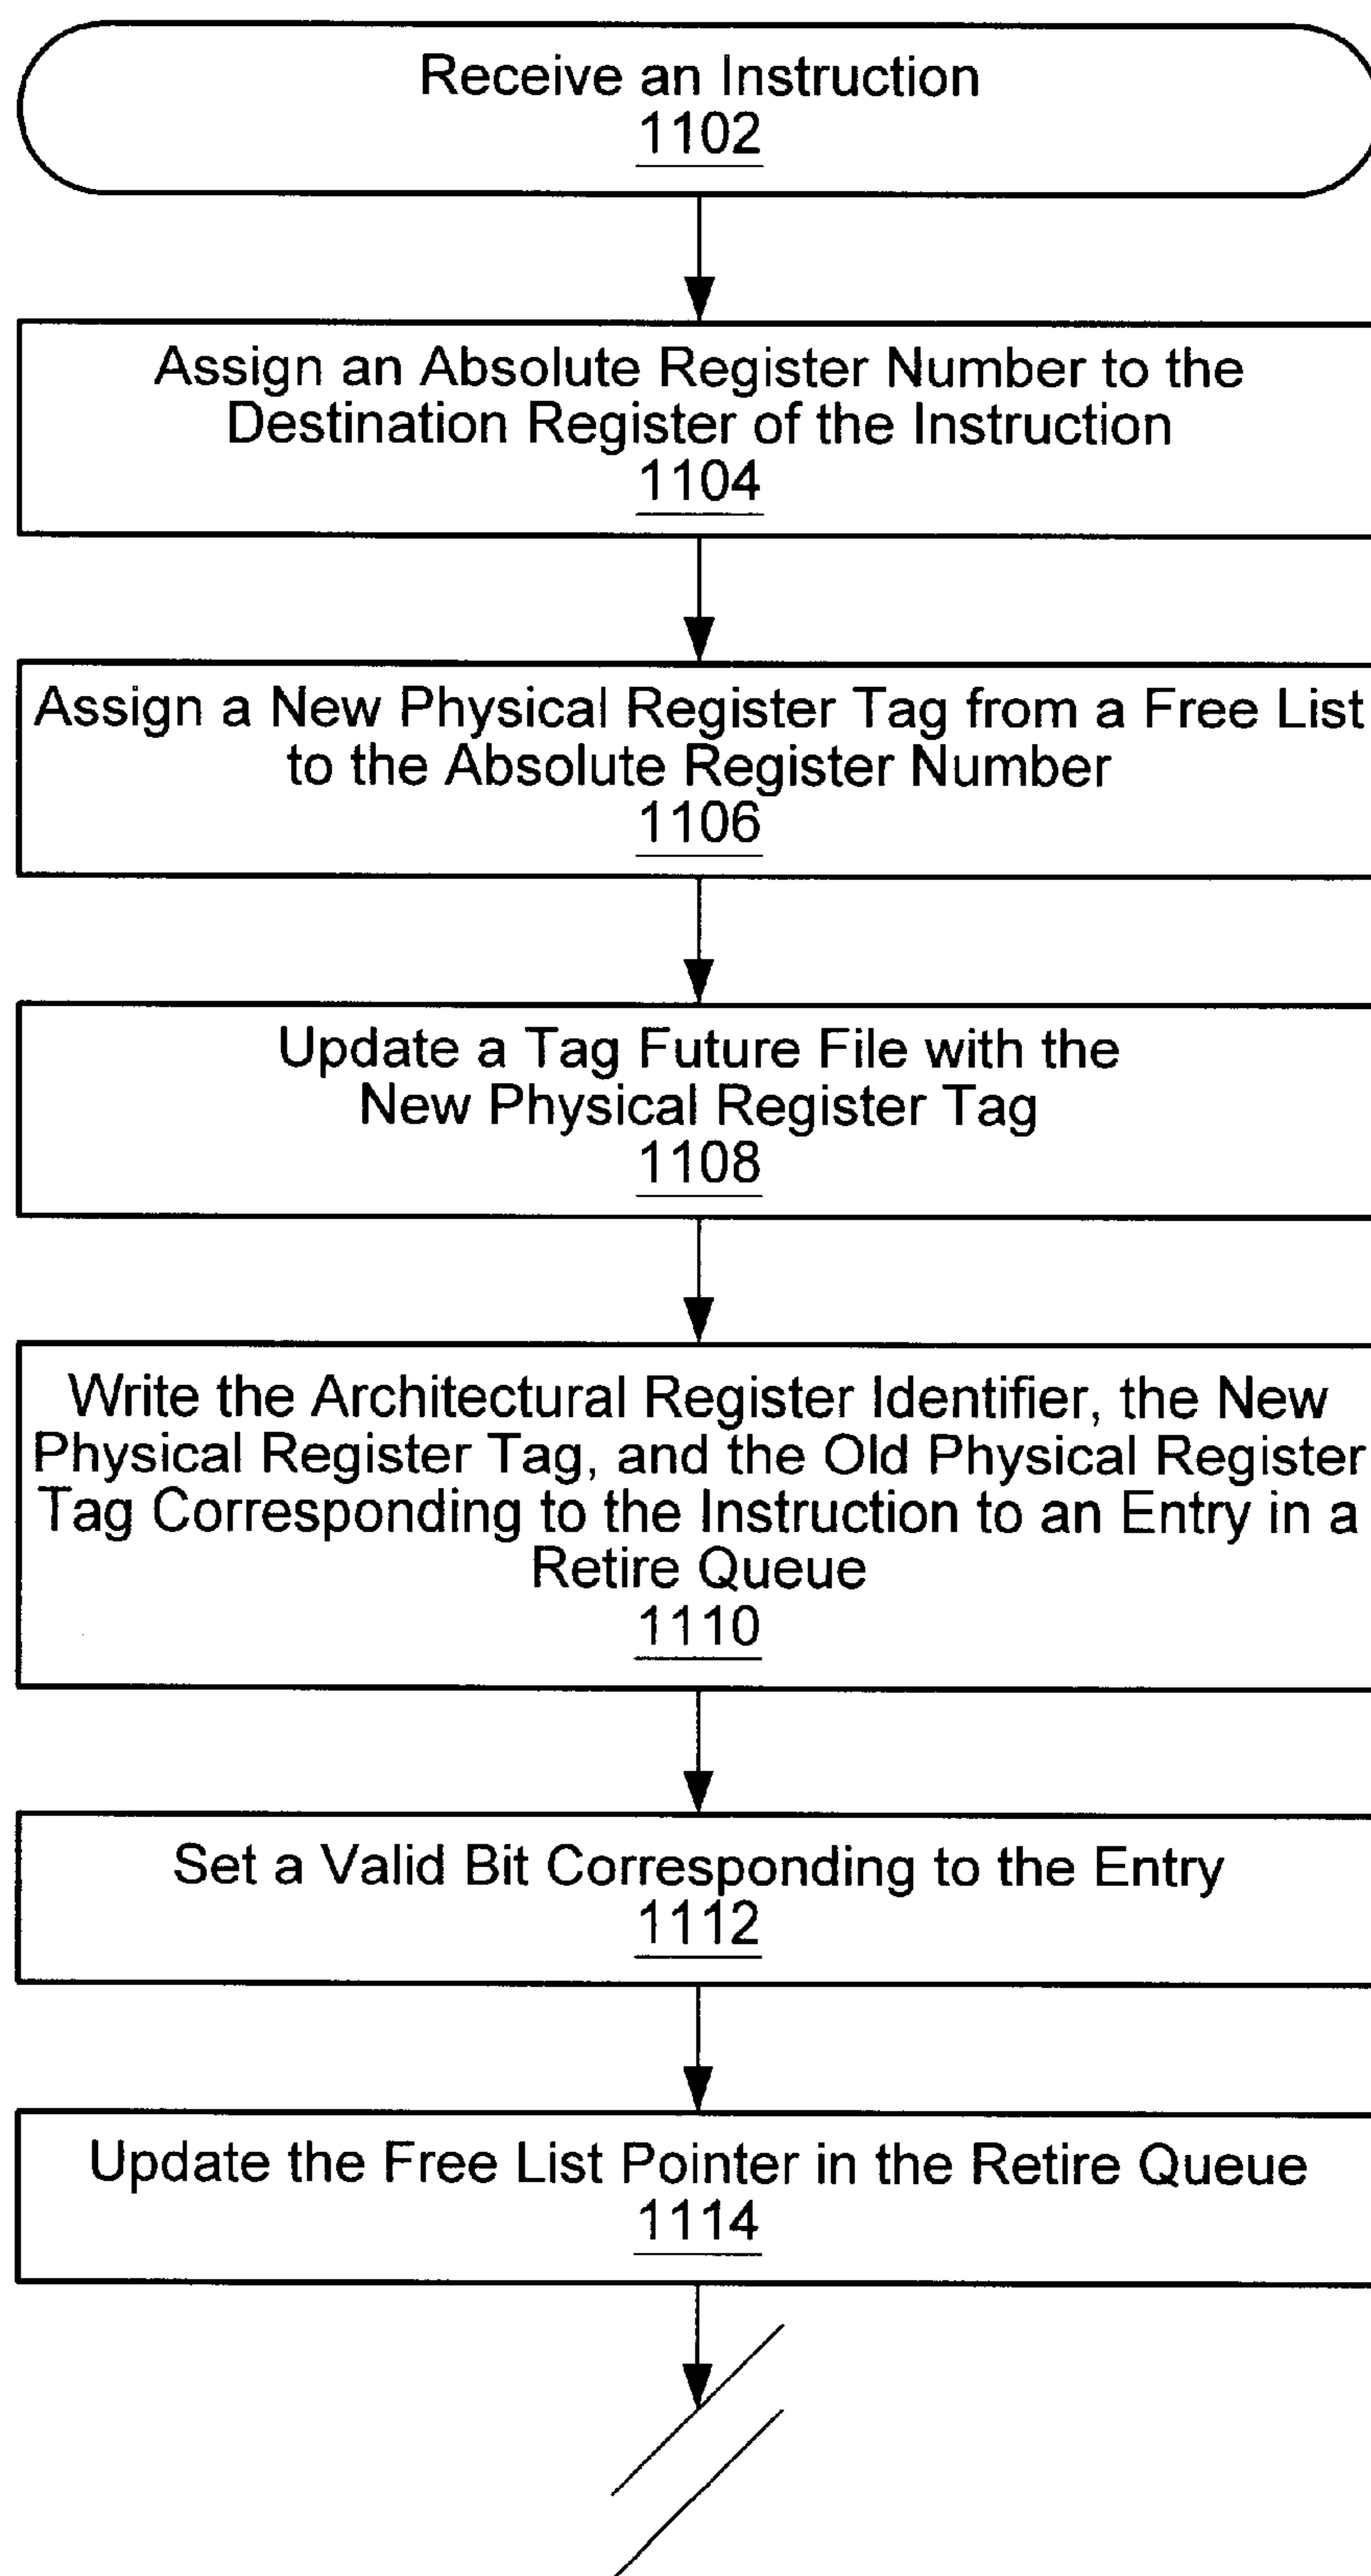 Receive an Instruction
1102
Assign an Absolute Register Number to the
Destination Register of the Instruction
1104
Assign a New Physical Register Tag from a Free List
to the Absolute Register Number
1106
Update a Tag Future File with the
New Physical Register Tag
1108
Write the Architectural Register Identifier, the New
Physical Register Tag, and the Old Physical Register
Tag Corresponding to the Instruction to an Entry in a
Retire Queue
1110
Set a Valid Bit Corresponding to the Entry
1112
Update the Free List Pointer in the Retire Queue
1114